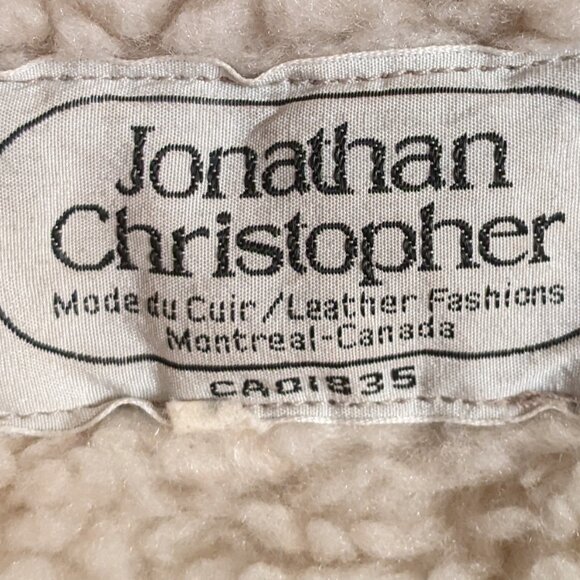 Jonathan
Christopher
Mode du Cuir/Leather Fashions
Montreal-Canada
CA01835